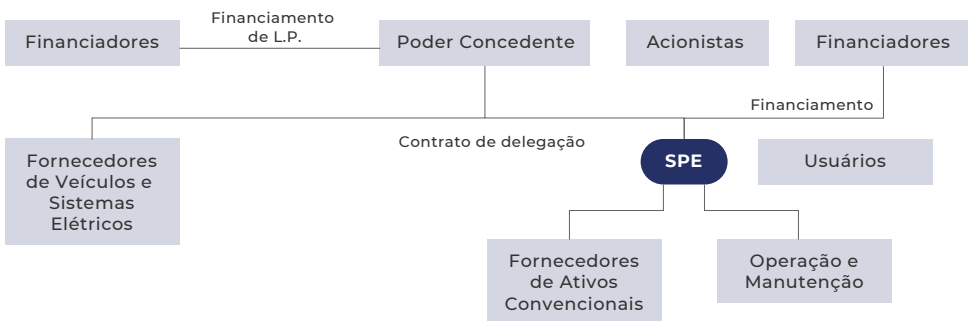 Financiadores
Financiamento
de L.P.
Poder Concedente
Acionistas
Financiadores
Financiamento
Contrato de delegação
Fornecedores
de Veículos e
Sistemas
Elétricos
SPE
Usuários
Fornecedores
de Ativos
Convencionais
Operação e
Manutenção